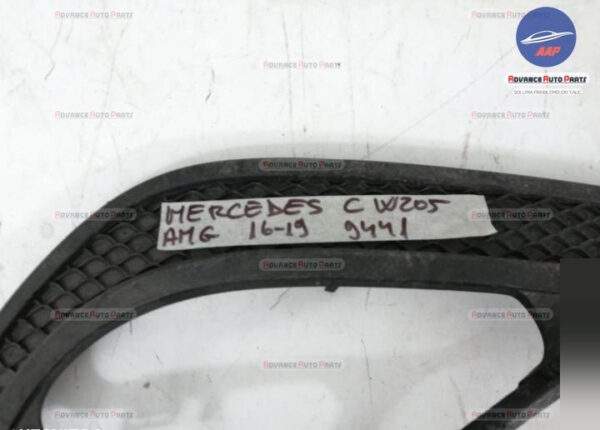 AAP
ADVANCE AUTO PARTS
MERCEDES C W205
AMG 16-19 9441